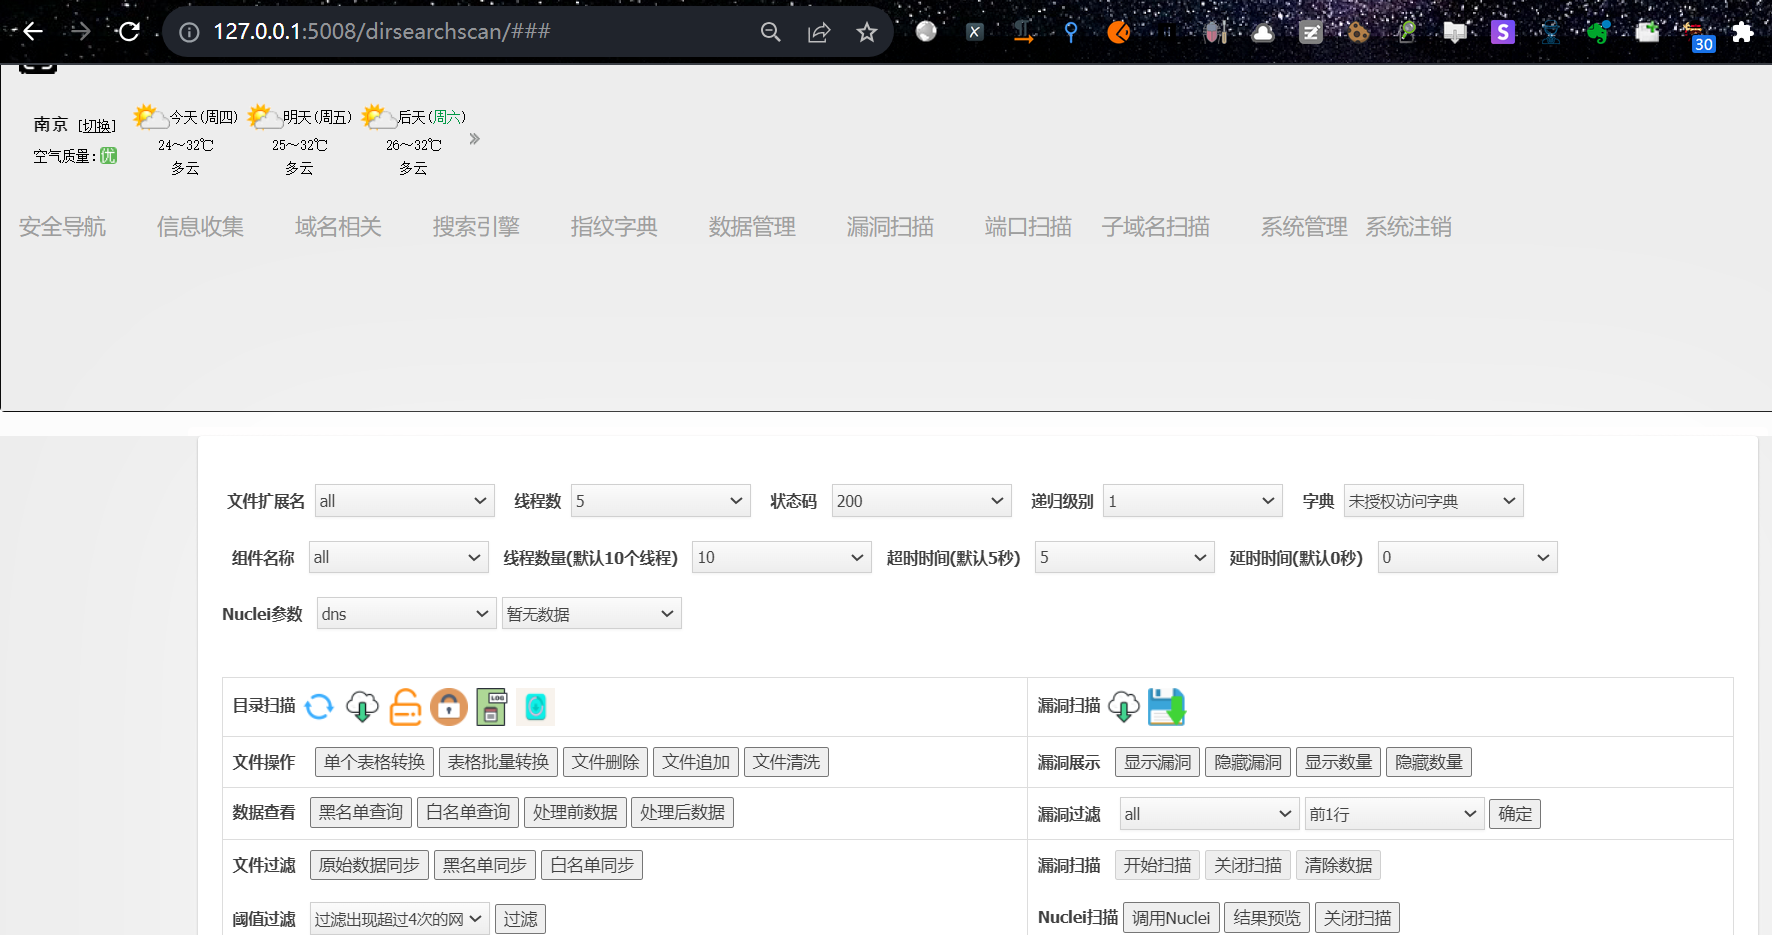 127.0.0.1:5008/dirsearchscan/###
30
南京 [切换] 今天(周四) 明天(周五) 后天(周六)
空气质量:优 24～32℃ 25～32℃ 26～32℃
多云 多云 多云
安全导航 信息收集 域名相关 搜索引擎 指纹字典 数据管理 漏洞扫描 端口扫描 子域名扫描 系统管理 系统注销
文件扩展名 all 线程数 5 状态码 200 递归级别 1 字典 未授权访问字典
组件名称 all 线程数量(默认10个线程) 10 超时时间(默认5秒) 5 延时时间(默认0秒) 0
Nuclei参数 dns 暂无数据
目录扫描 LOG 漏洞扫描
文件操作 单个表格转换 表格批量转换 文件删除 文件追加 文件清洗 漏洞展示 显示漏洞 隐藏漏洞 显示数量 隐藏数量
数据查看 黑名单查询 白名单查询 处理前数据 处理后数据 漏洞过滤 all 前1行 确定
文件过滤 原始数据同步 黑名单同步 白名单同步 漏洞扫描 开始扫描 关闭扫描 清除数据
阈值过滤 过滤出现超过4次的网 过滤 Nuclei扫描 调用Nuclei 结果预览 关闭扫描